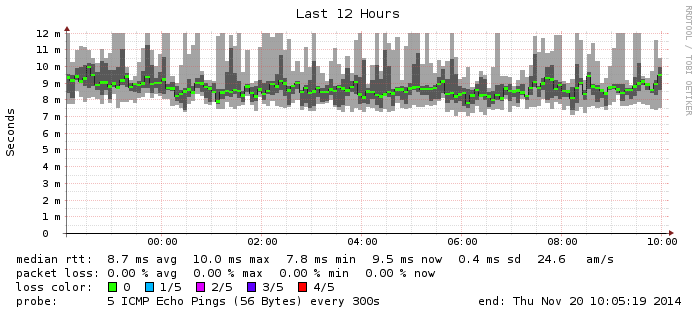 Last 12 Hours
RRDTOOL / TOBI OETIKER
Seconds
12 m
11 m
10 m
9 m
8 m
7 m
6 m
5 m
4 m
3 m
2 m
1 m
0
00:00 02:00 04:00 06:00 08:00 10:00
median rtt: 8.7 ms avg 10.0 ms max 7.8 ms min 9.5 ms now 0.4 ms sd 24.6 am/s
packet loss: 0.00 % avg 0.00 % max 0.00 % min 0.00 % now
loss color: 0 1/5 2/5 3/5 4/5
probe: 5 ICMP Echo Pings (56 Bytes) every 300s end: Thu Nov 20 10:05:19 2014